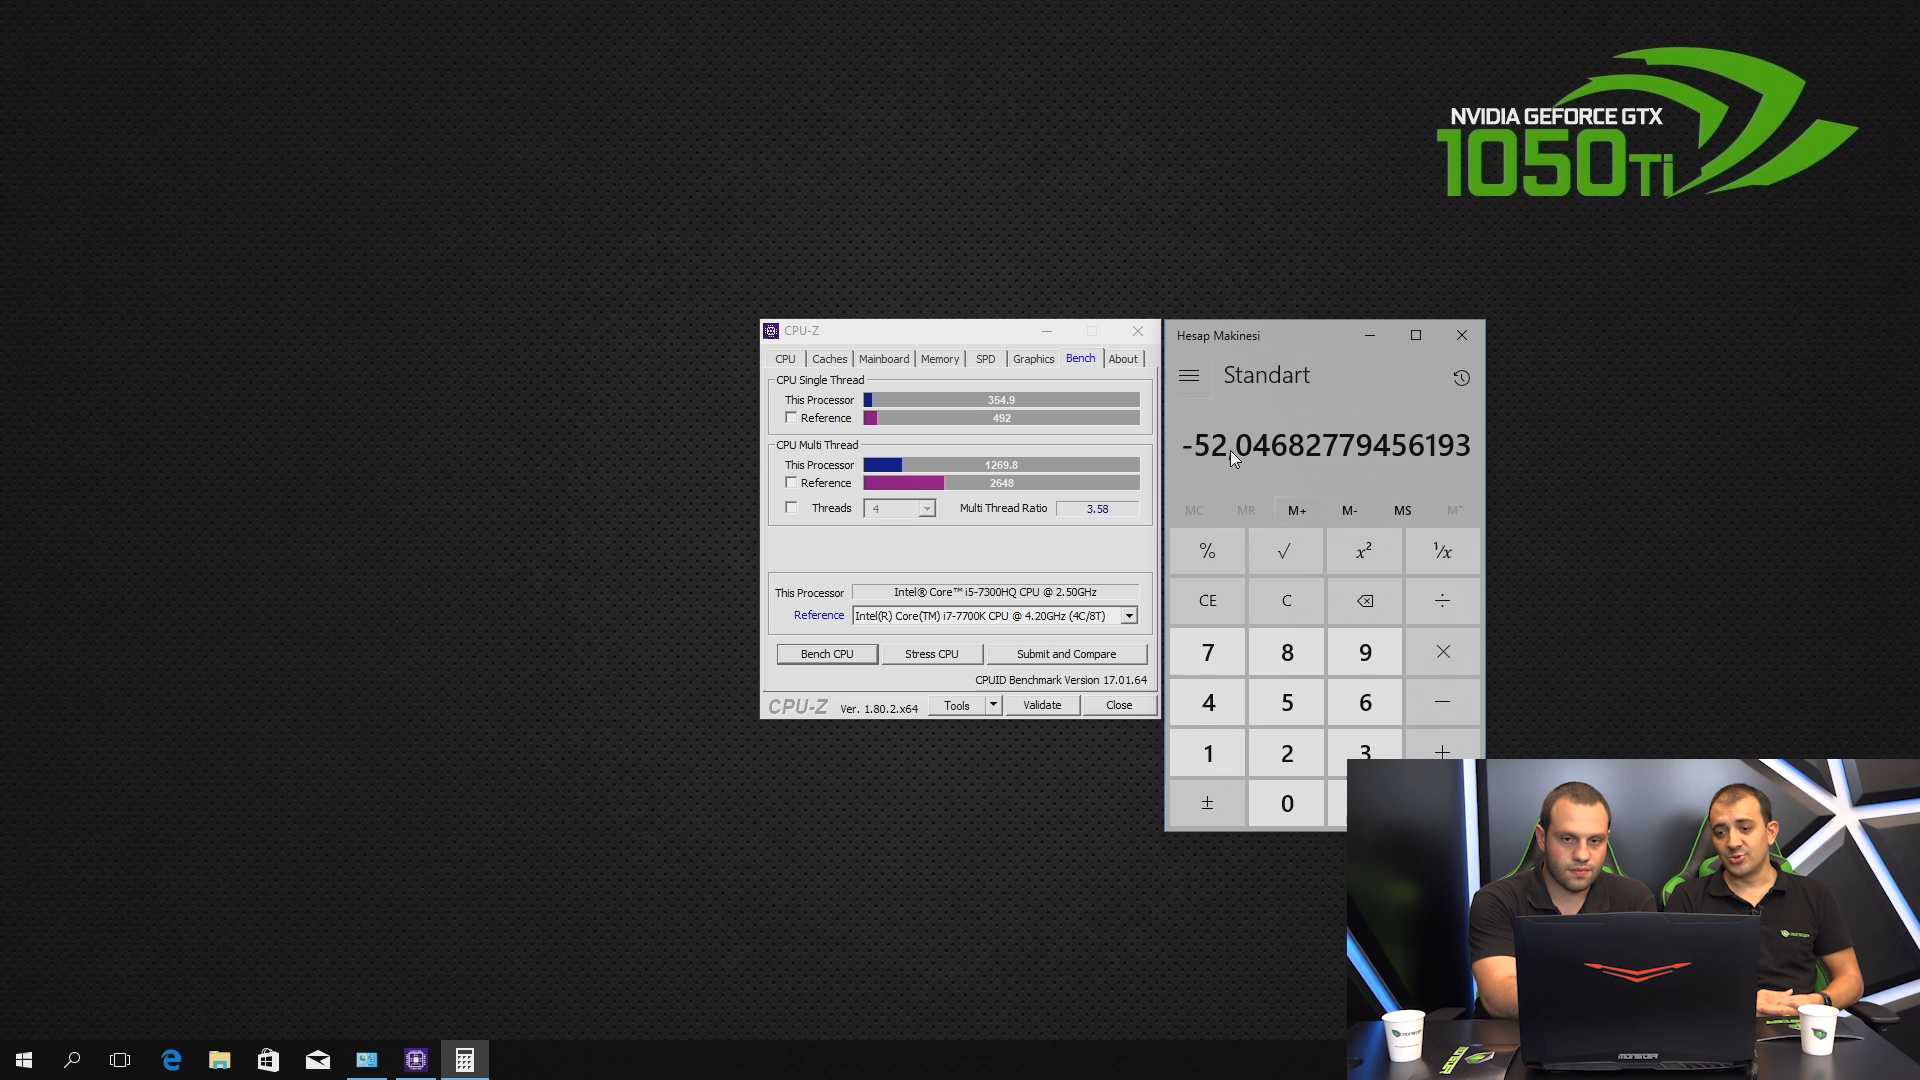 NVIDIA GEFORCE GTX
1050Ti
CPU-Z
CPU
Caches
Mainboard
Memory
SPD
Graphics
Bench
About
CPU Single Thread
This Processor
354.9
Reference
492
CPU Multi Thread
This Processor
1269.8
Reference
2648
Threads
4
Multi Thread Ratio
3.58
This Processor
Intel® Core™ i5-7300HQ CPU @ 2.50GHz
Reference
Intel(R) Core(TM) i7-7700K CPU @ 4.20GHz (4C/8T)
Bench CPU
Stress CPU
Submit and Compare
CPUID Benchmark Version 17.01.64
CPU-Z
Ver. 1.80.2.x64
Tools
Validate
Close
Hesap Makinesi
Standart
-52,04682779456193
MC MR M+ M- MS M˅
% √ x² ¹/x
CE C ÷
7 8 9 ×
4 5 6 −
1 2 3 +
± 0
MONSTER
MONSTER
MONSTER